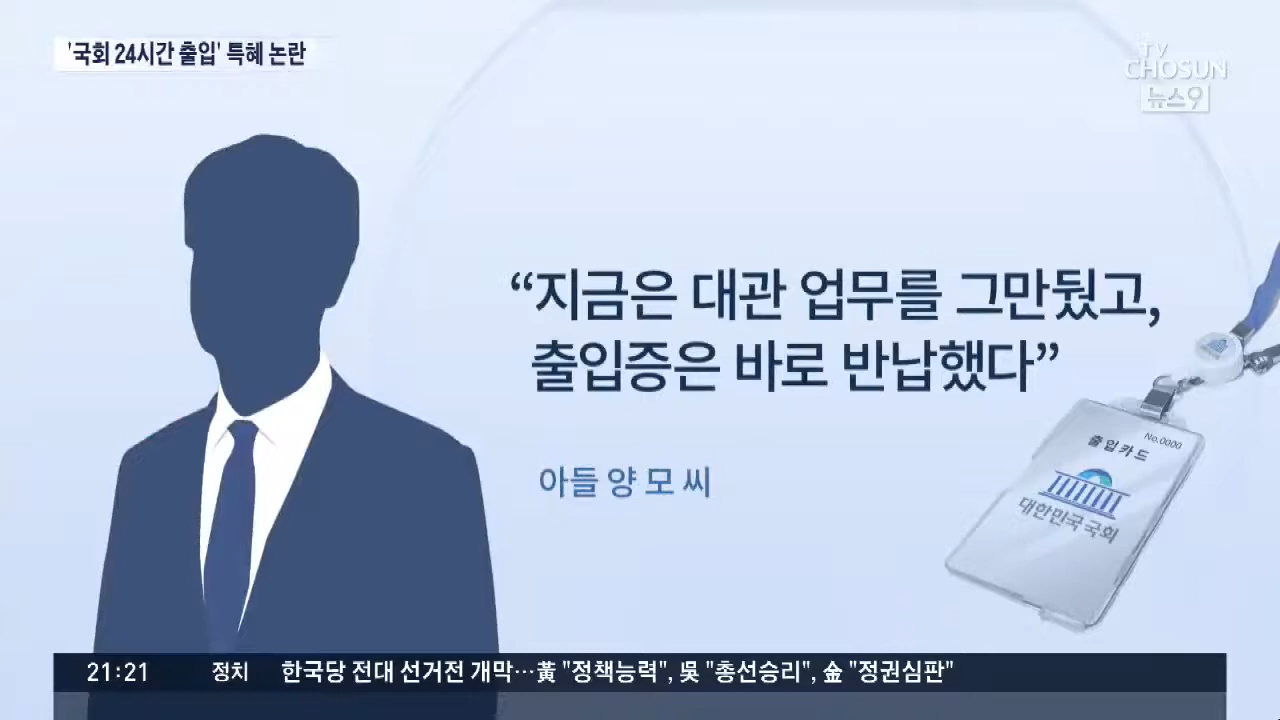 '국회 24시간 출입' 특혜 논란
TV
CHOSUN
뉴스9
“지금은 대관 업무를 그만뒀고,
출입증은 바로 반납했다”
아들 양 모 씨
No.0000
출입카드
대한민국국회
21:21 정치 한국당 전대 선거전 개막…黃 "정책능력", 吳 "총선승리", 金 "정권심판"